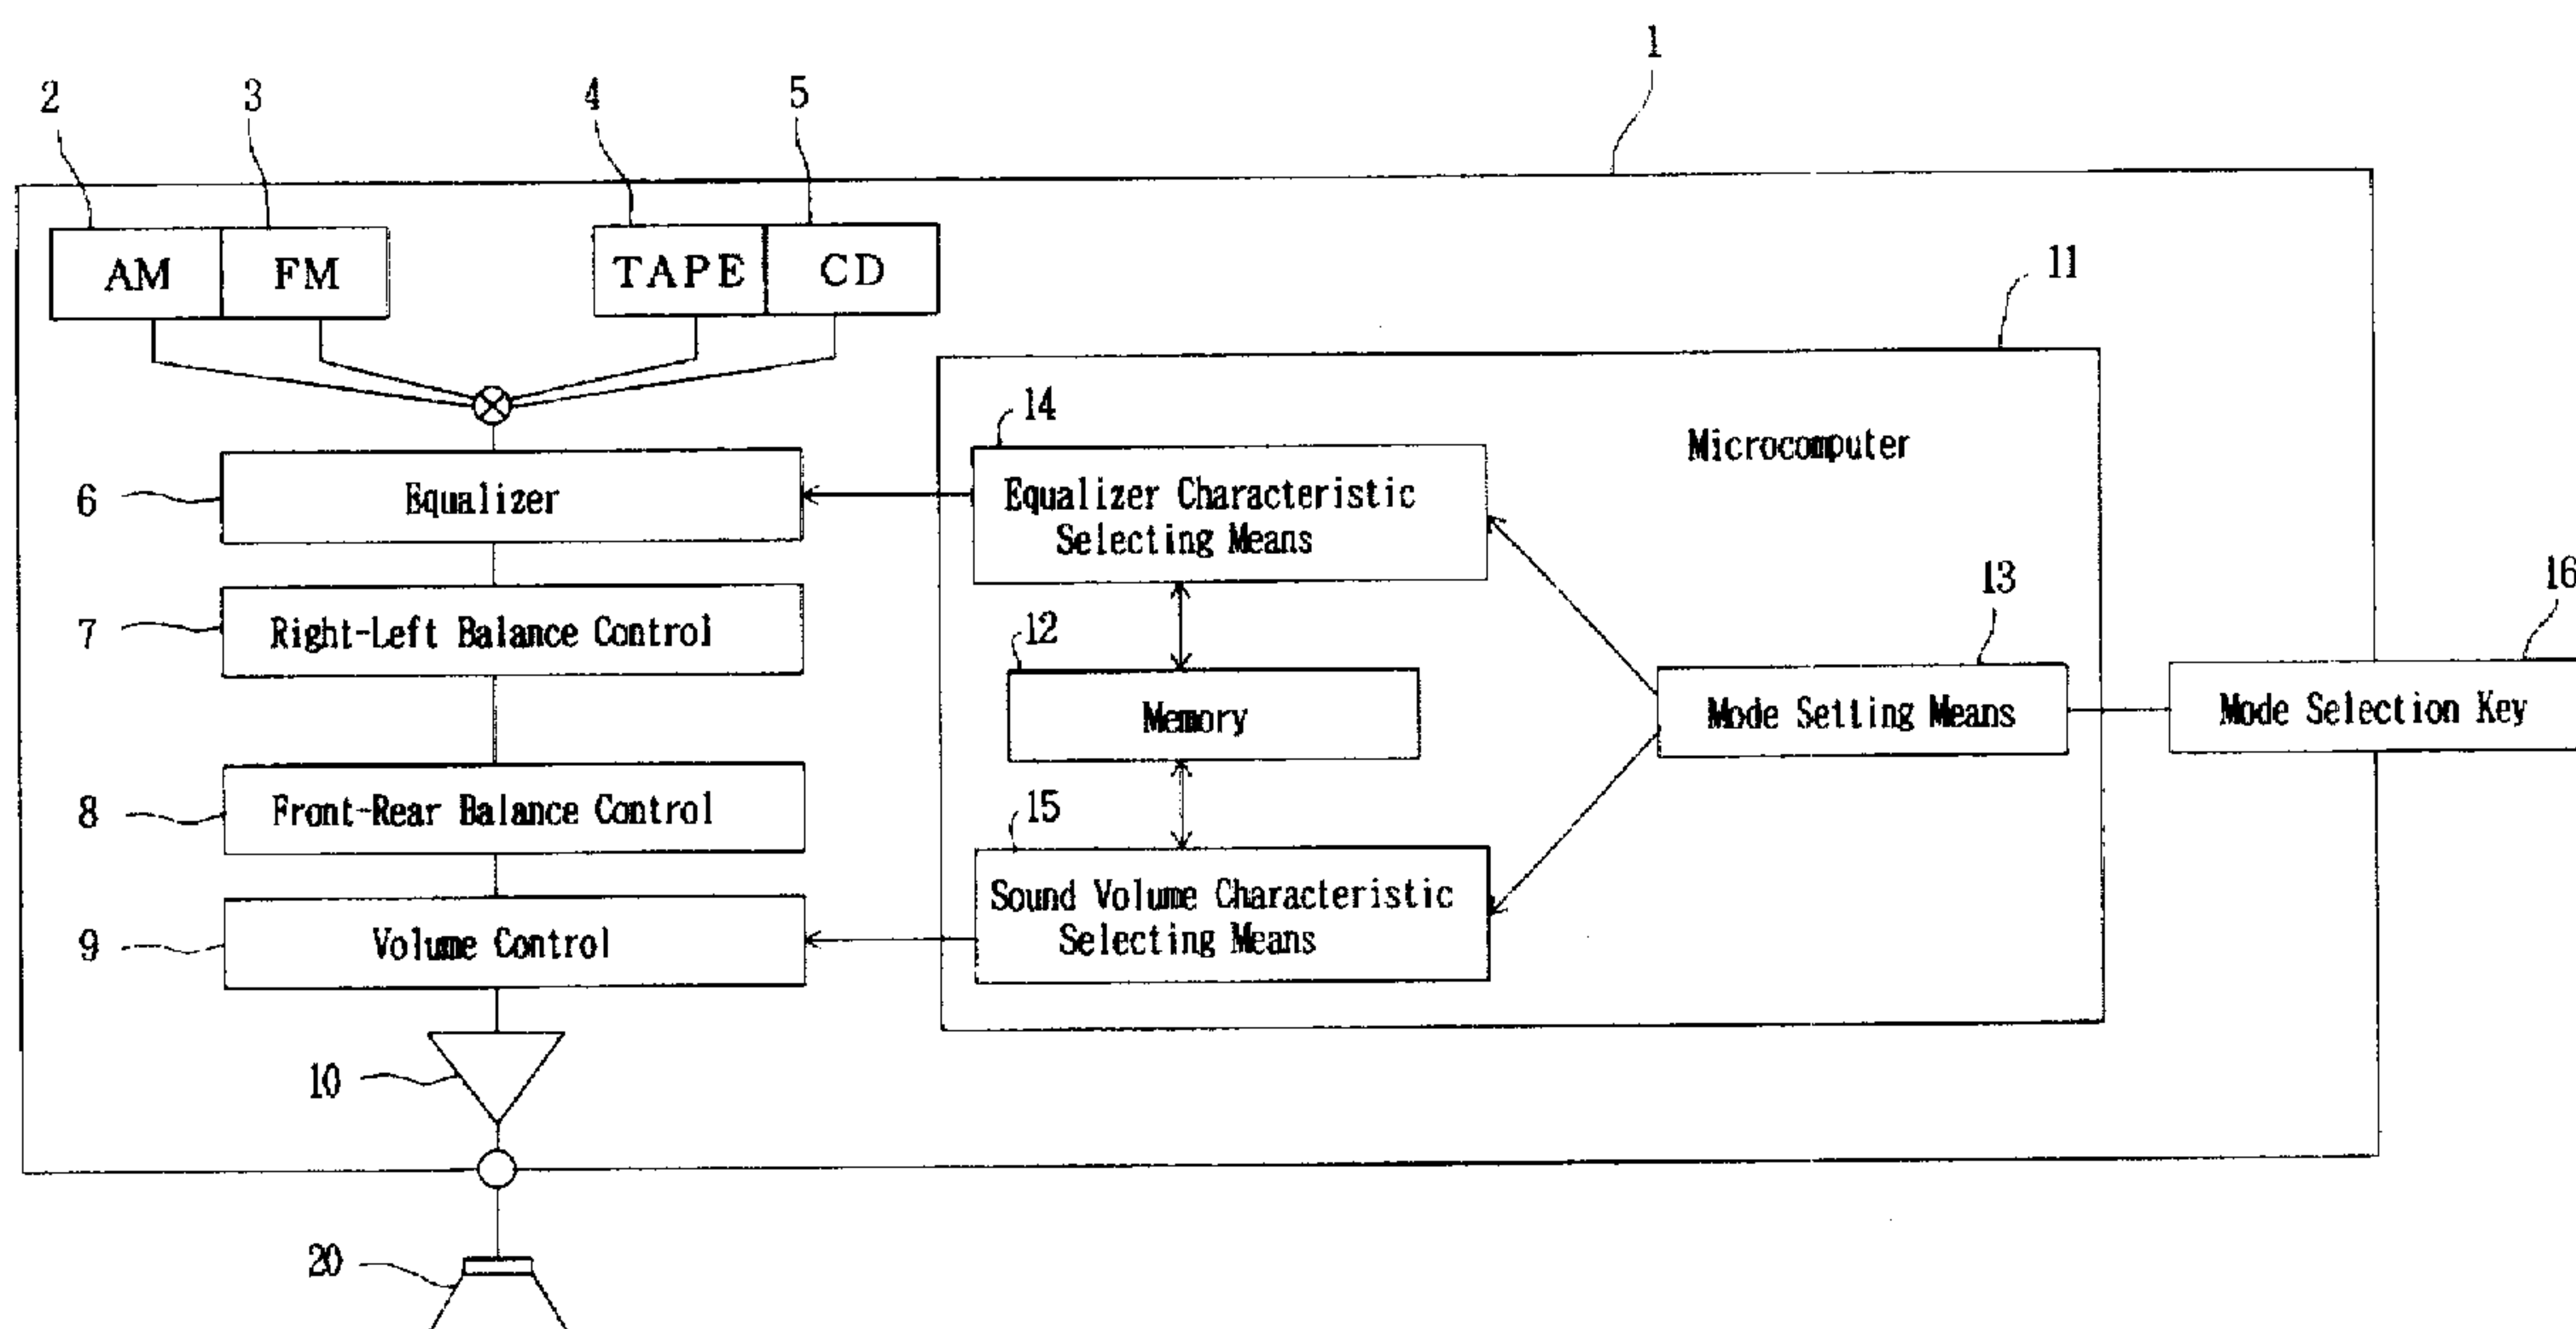 1
2
3
4
5
AM
FM
TAPE
CD
11
14
Microcomputer
6
Equalizer
Equalizer Characteristic
Selecting Means
7
Right-Left Balance Control
12
Memory
13
Mode Setting Means
16
Mode Selection Key
8
Front-Rear Balance Control
15
Sound Volume Characteristic
Selecting Means
9
Volume Control
10
20